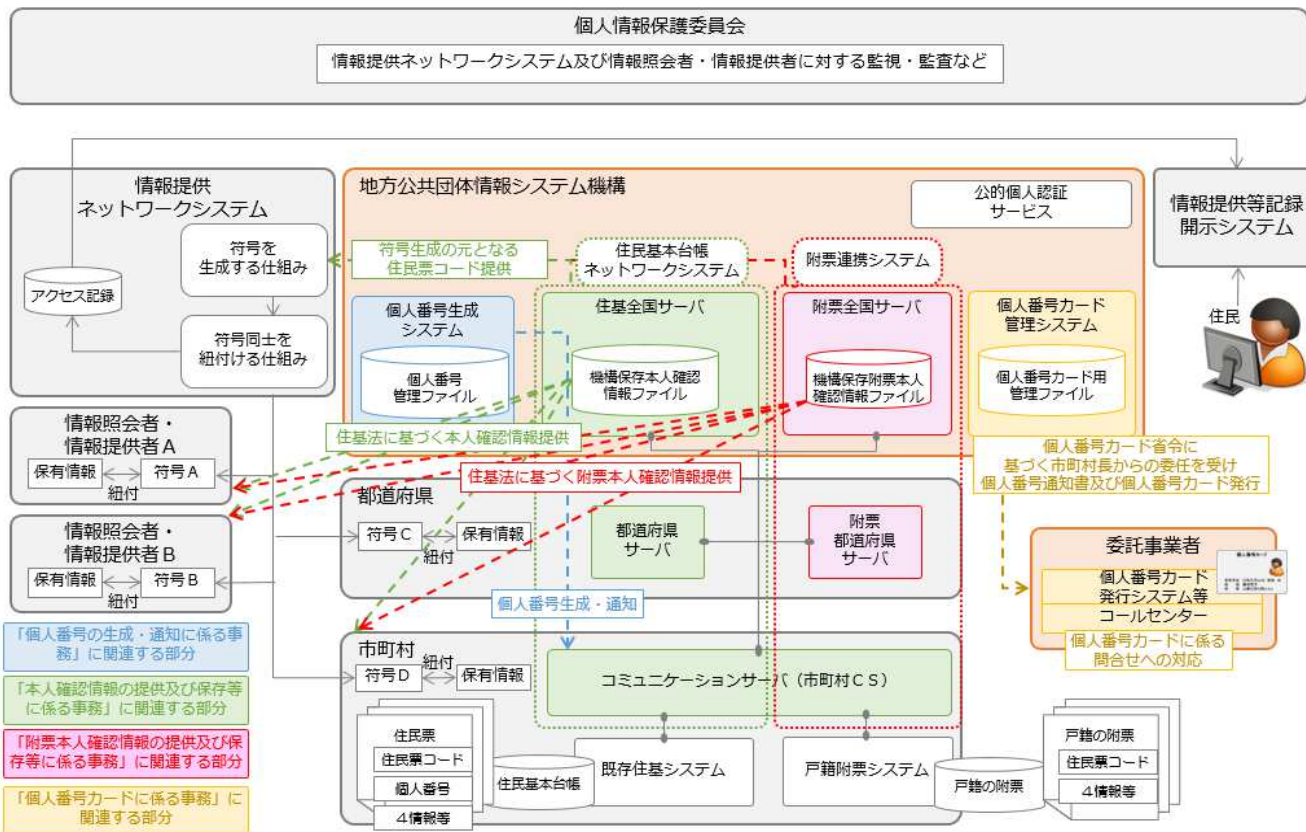 個人情報保護委員会
情報提供ネットワークシステム及び情報照会者・情報提供者に対する監視・監査など
情報提供
ネットワークシステム
符号を
生成する仕組み
アクセス記録
符号同士を
紐付ける仕組み
地方公共団体情報システム機構
公的個人認証
サービス
情報提供等記録
開示システム
住民
符号生成の元となる
住民票コード提供
住民基本台帳
ネットワークシステム
附票連携システム
個人番号生成
システム
個人番号
管理ファイル
住基全国サーバ
機構保存本人確認
情報ファイル
附票全国サーバ
機構保存附票本人
確認情報ファイル
個人番号カード
管理システム
個人番号カード用
管理ファイル
情報照会者・
情報提供者A
保有情報
符号A
紐付
住基法に基づく本人確認情報提供
住基法に基づく附票本人確認情報提供
個人番号カード省令に
基づく市町村長からの委任を受け
個人番号通知書及び個人番号カード発行
情報照会者・
情報提供者B
保有情報
符号B
紐付
都道府県
符号C
保有情報
紐付
都道府県
サーバ
附票
都道府県
サーバ
委託事業者
個人番号カード
個人番号カード
発行システム等
コールセンター
個人番号カードに係る
問合せへの対応
個人番号生成・通知
市町村
符号D
紐付
保有情報
コミュニケーションサーバ（市町村CS）
住民票
住民票コード
個人番号
４情報等
住民基本台帳
既存住基システム
戸籍附票システム
戸籍の附票
戸籍の附票
住民票コード
４情報等
「個人番号の生成・通知に係る事
務」に関連する部分
「本人確認情報の提供及び保存等
に係る事務」に関連する部分
「附票本人確認情報の提供及び保
存等に係る事務」に関連する部分
「個人番号カードに係る事務」に
関連する部分